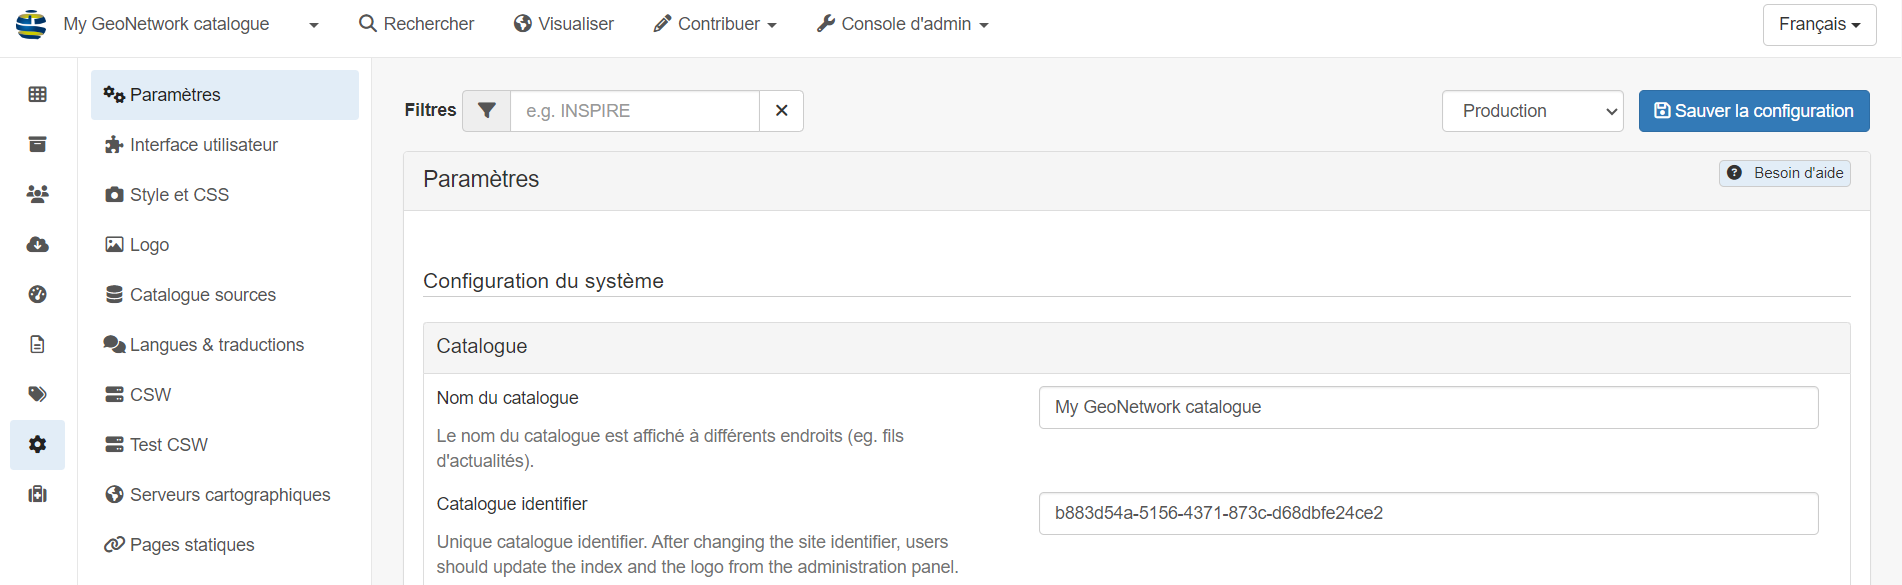 My GeoNetwork catalogue
Rechercher
Visualiser
Contribuer
Console d'admin
Français
Paramètres
Interface utilisateur
Style et CSS
Logo
Catalogue sources
Langues & traductions
CSW
Test CSW
Serveurs cartographiques
Pages statiques
Filtres
e.g. INSPIRE
Production
Sauver la configuration
Paramètres
Besoin d'aide
Configuration du système
Catalogue
Nom du catalogue
My GeoNetwork catalogue
Le nom du catalogue est affiché à différents endroits (eg. fils
d'actualités).
Catalogue identifier
b883d54a-5156-4371-873c-d68dbfe24ce2
Unique catalogue identifier. After changing the site identifier, users
should update the index and the logo from the administration panel.